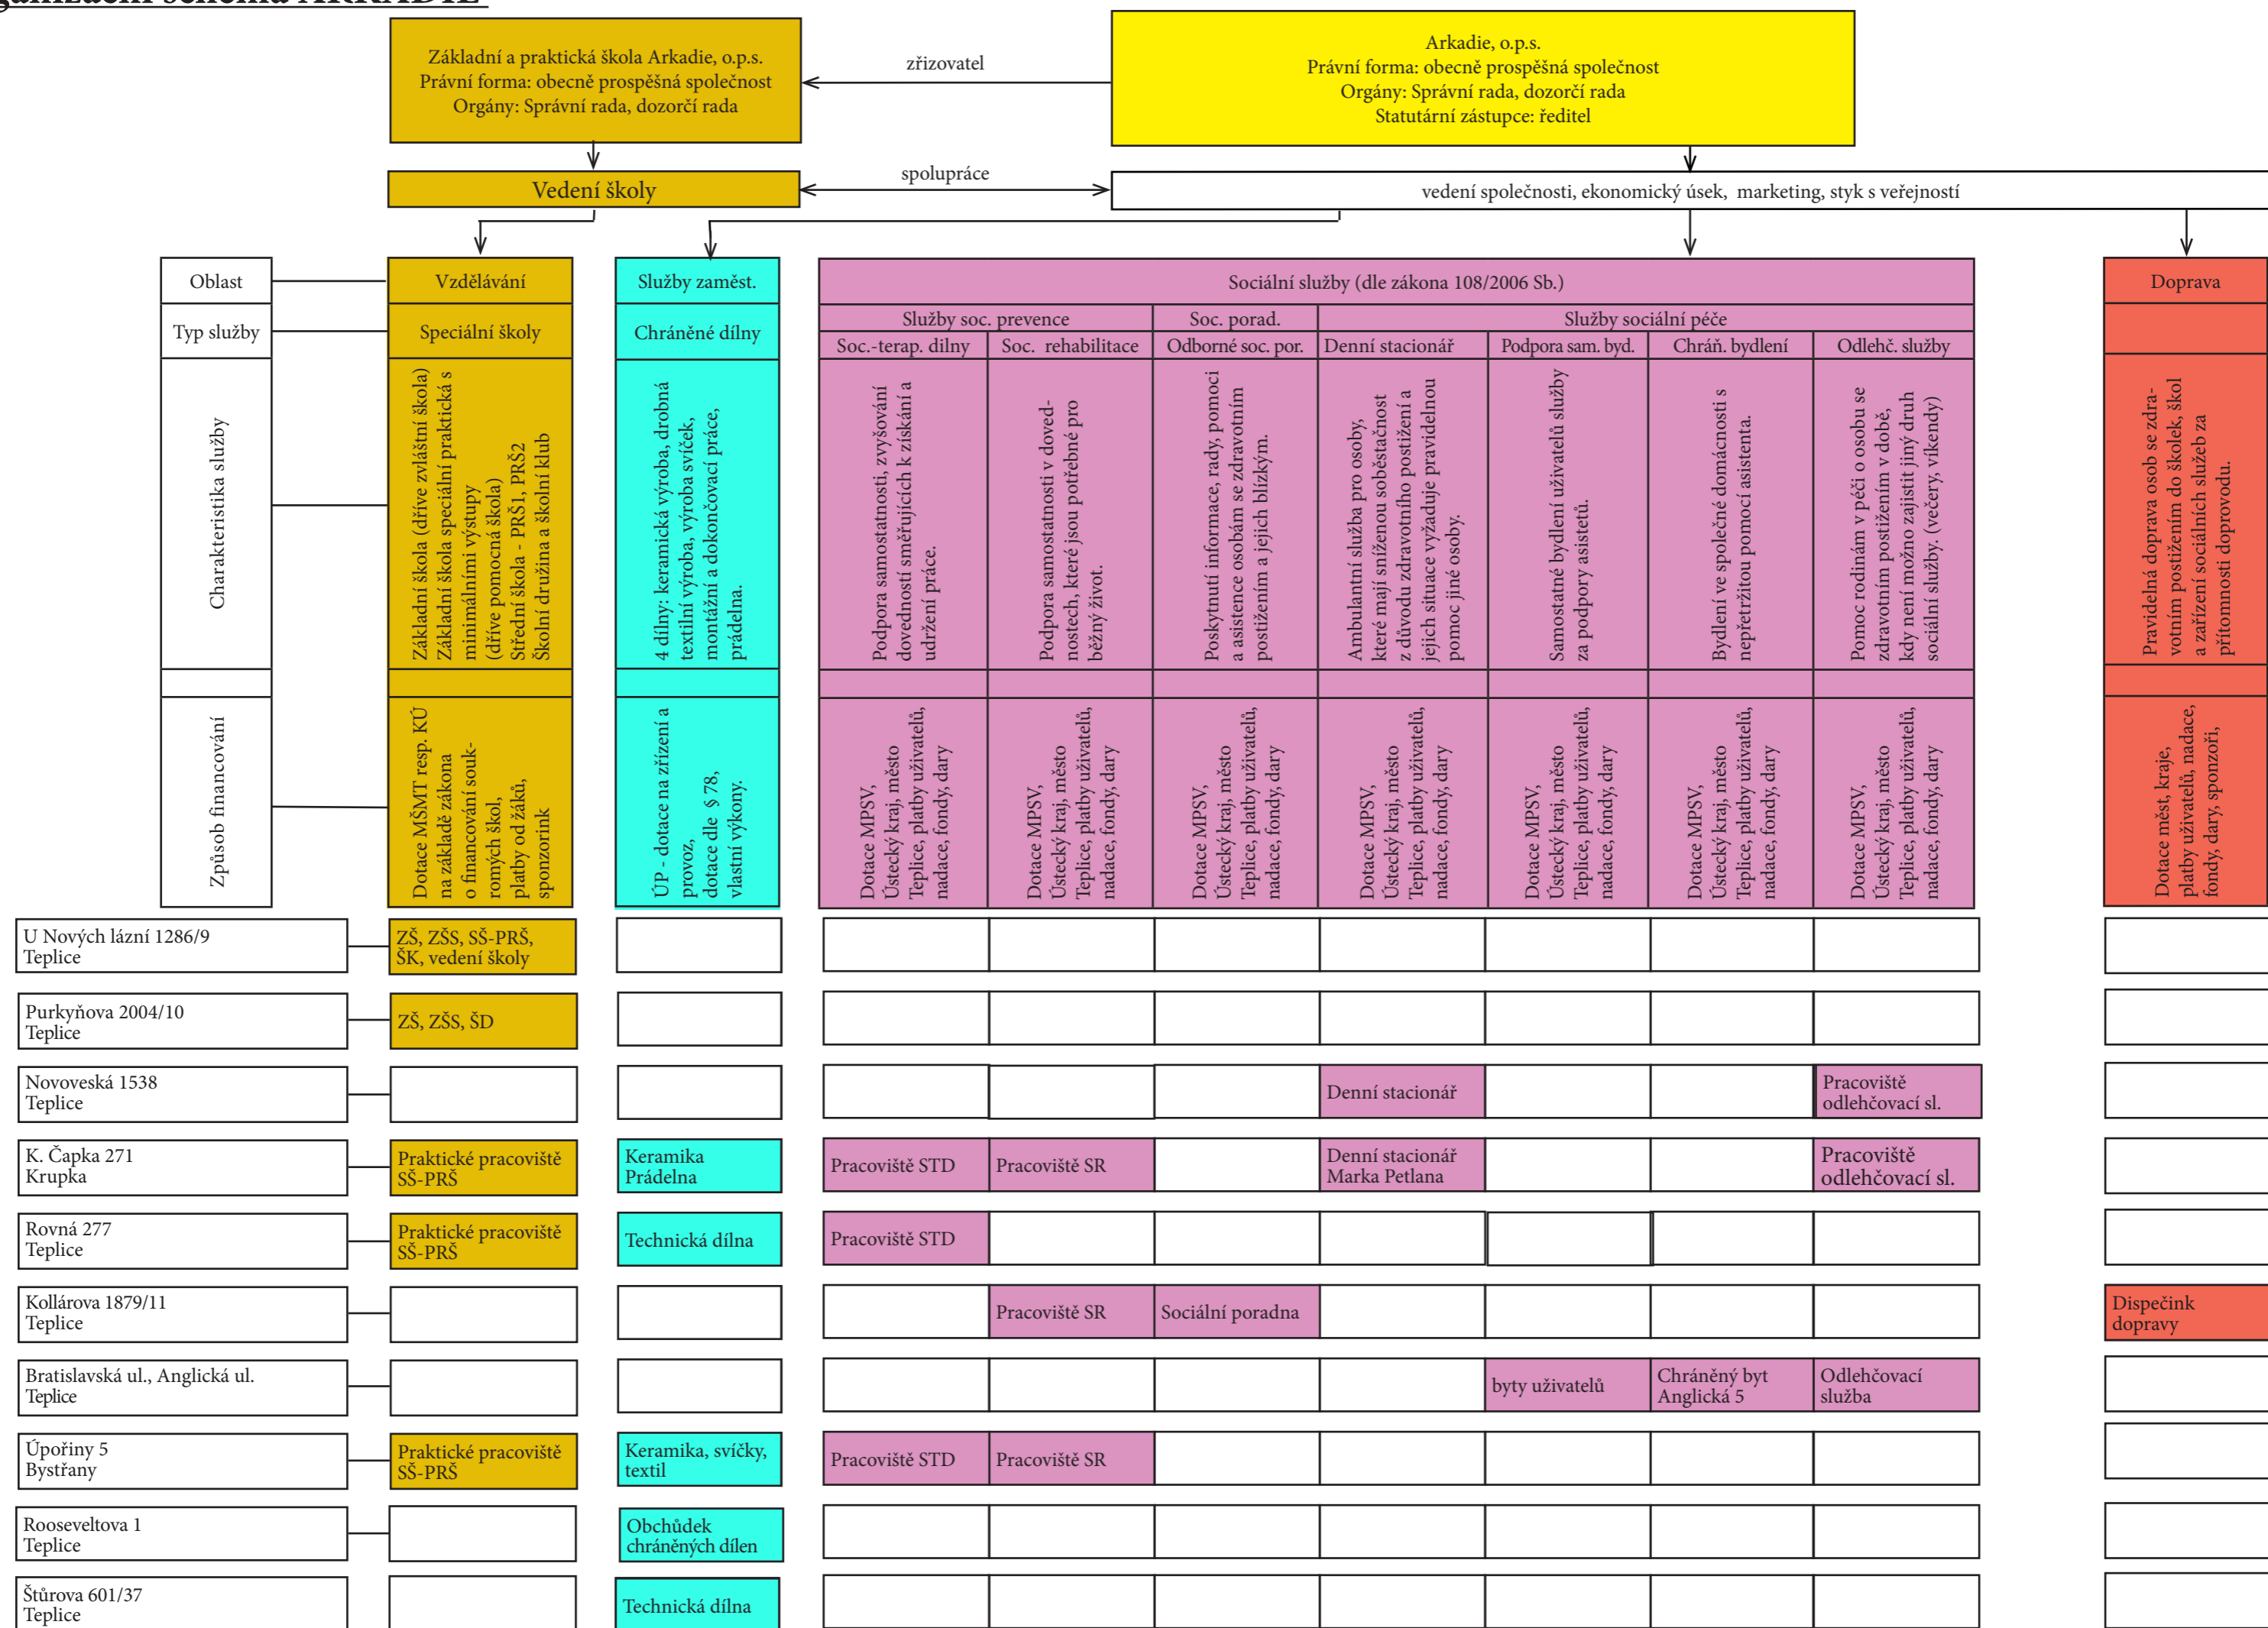 ganizační schéma ARKADIE
Základní a praktická škola Arkadie, o.p.s.
Právní forma: obecně prospěšná společnost
Orgány: Správní rada, dozorčí rada
zřizovatel
Arkadie, o.p.s.
Právní forma: obecně prospěšná společnost
Orgány: Správní rada, dozorčí rada
Statutární zástupce: ředitel
Vedení školy
spolupráce
vedení společnosti, ekonomický úsek, marketing, styk s veřejností
Oblast
Vzdělávání
Služby zaměst.
Sociální služby (dle zákona 108/2006 Sb.)
Doprava
Typ služby
Speciální školy
Chráněné dílny
Služby soc. prevence
Soc. porad.
Služby sociální péče
Soc.-terap. dilny
Soc. rehabilitace
Odborné soc. por.
Denní stacionář
Podpora sam. byd.
Chráň. bydlení
Odlehč. služby
Charakteristika služby
Základní škola (dříve zvláštní škola)
Základní škola speciální praktická s
minimálními výstupy
(dříve pomocná škola)
Střední škola - PRŠ1, PRŠ2
Školní družina a školní klub
4 dílny: keramická výroba, drobná
textilní výroba, výroba svíček,
montážní a dokončovací práce,
prádelna.
Podpora samostatnosti, zvyšování
dovedností směřujících k získání a
udržení práce.
Podpora samostatnosti v doved-
nostech, které jsou potřebné pro
běžný život.
Poskytnutí informace, rady, pomoci
a asistence osobám se zdravotním
postižením a jejich blízkým.
Ambulantní služba pro osoby,
které mají sníženou soběstačnost
z důvodu zdravotního postižení a
jejich situace vyžaduje pravidelnou
pomoc jiné osoby.
Samostatné bydlení uživatelů služby
za podpory asistetů.
Bydlení ve společné domácnosti s
nepřetržitou pomocí asistenta.
Pomoc rodinám v péči o osobu se
zdravotním postižením v době,
kdy není možno zajistit jiný druh
sociální služby. (večery, víkendy)
Pravidelná doprava osob se zdra-
votním postižením do školek, škol
a zařízení sociálních služeb za
přítomnosti doprovodu.
Způsob financování
Dotace MŠMT resp. KÚ
na základě zákona
o financování souk-
romých škol,
platby od žáků,
sponzorink
ÚP - dotace na zřízení a
provoz,
dotace dle § 78,
vlastní výkony.
Dotace MPSV,
Ústecký kraj, město
Teplice, platby uživatelů,
nadace, fondy, dary
Dotace MPSV,
Ústecký kraj, město
Teplice, platby uživatelů,
nadace, fondy, dary
Dotace MPSV,
Ústecký kraj, město
Teplice, platby uživatelů,
nadace, fondy, dary
Dotace MPSV,
Ústecký kraj, město
Teplice, platby uživatelů,
nadace, fondy, dary
Dotace MPSV,
Ústecký kraj, město
Teplice, platby uživatelů,
nadace, fondy, dary
Dotace MPSV,
Ústecký kraj, město
Teplice, platby uživatelů,
nadace, fondy, dary
Dotace MPSV,
Ústecký kraj, město
Teplice, platby uživatelů,
nadace, fondy, dary
Dotace měst, kraje,
platby uživatelů, nadace,
fondy, dary, sponzoři,
U Nových lázní 1286/9
Teplice
ZŠ, ZŠS, SŠ-PRŠ,
ŠK, vedení školy
Purkyňova 2004/10
Teplice
ZŠ, ZŠS, ŠD
Novoveská 1538
Teplice
Denní stacionář
Pracoviště
odlehčovací sl.
K. Čapka 271
Krupka
Praktické pracoviště
SŠ-PRŠ
Keramika
Prádelna
Pracoviště STD
Pracoviště SR
Denní stacionář
Marka Petlana
Pracoviště
odlehčovací sl.
Rovná 277
Teplice
Praktické pracoviště
SŠ-PRŠ
Technická dílna
Pracoviště STD
Kollárova 1879/11
Teplice
Pracoviště SR
Sociální poradna
Dispečink
dopravy
Bratislavská ul., Anglická ul.
Teplice
byty uživatelů
Chráněný byt
Anglická 5
Odlehčovací
služba
Úpořiny 5
Bystřany
Praktické pracoviště
SŠ-PRŠ
Keramika, svíčky,
textil
Pracoviště STD
Pracoviště SR
Rooseveltova 1
Teplice
Obchůdek
chráněných dílen
Štůrova 601/37
Teplice
Technická dílna